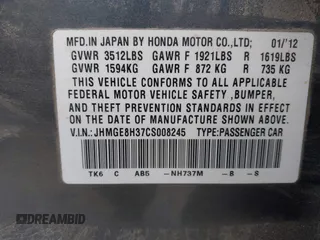 MFD.IN JAPAN BY HONDA MOTOR CO.,LTD; 01/'12
GVWR 3512LBS GAWR F 1921LBS R 1619LBS
GVWR 1594KG GAWR F 872 KG R 735 KG
THIS VEHICLE CONFORMS TO ALL APPLICABLE
FEDERAL MOTOR VEHICLE SAFETY ,BUMPER,
AND THEFT PREVENTION STANDARDS IN EFFECT
ON THE DATE OF MANUFACTURE SHOWN ABOVE.
V.I.N: JHMGE8H37CS008245 TYPE:PASSENGER CAR
TK6 C AB5 -NH737M -B -S
DREAMBID